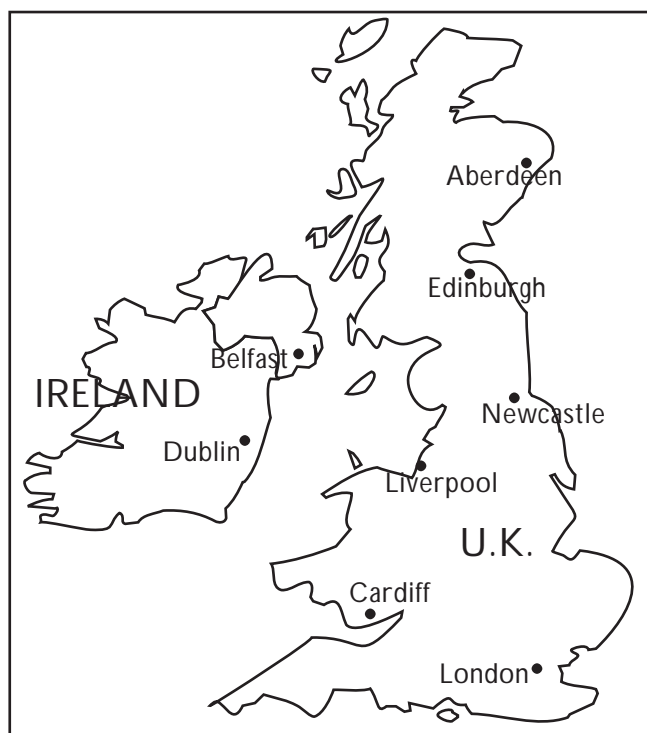 Aberdeen
Edinburgh
Belfast
IRELAND
Newcastle
Dublin
Liverpool
U.K.
Cardiff
London